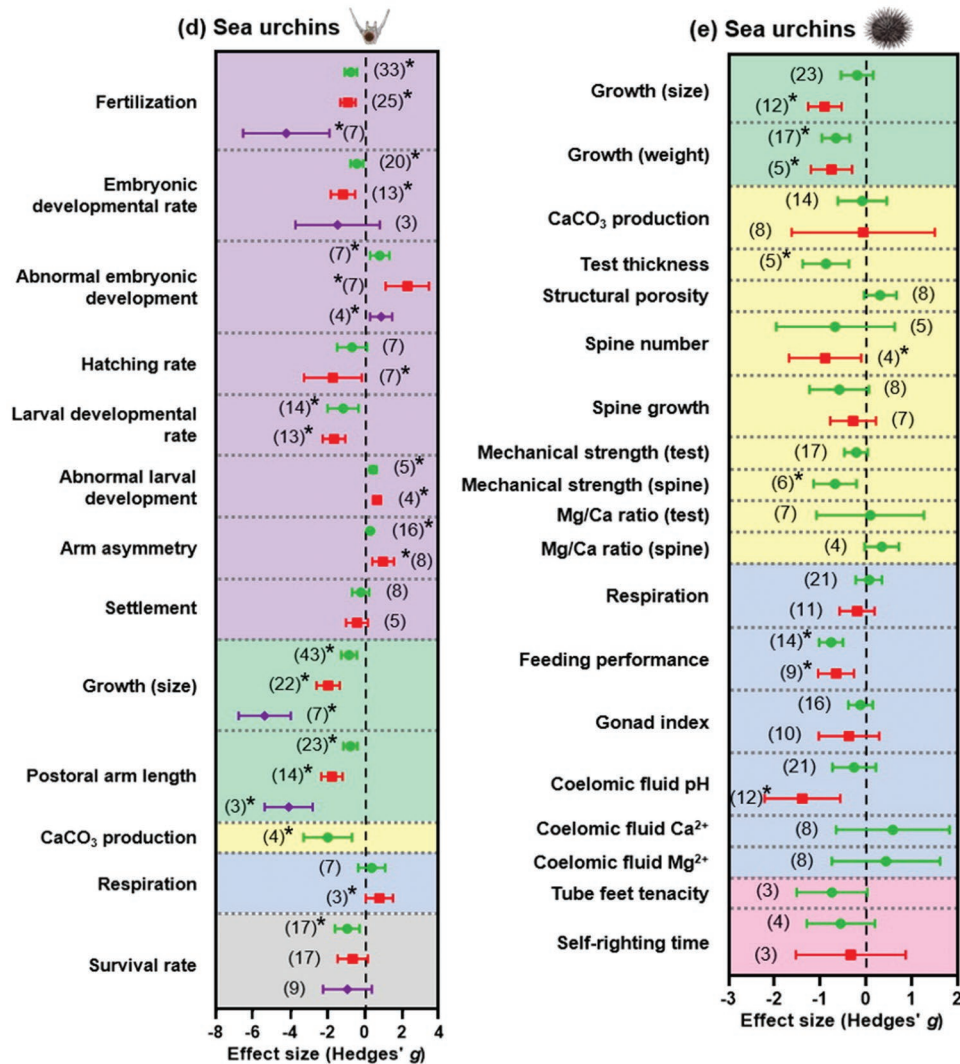 (d) Sea urchins
Fertilization
(33)*
(25)*
*(7)
Embryonic
developmental rate
(20)*
(13)*
(3)
Abnormal embryonic
development
(7)*
*(7)
(4)*
Hatching rate
(7)
(7)*
Larval developmental
rate
(14)*
(13)*
Abnormal larval
development
(5)*
(4)*
Arm asymmetry
(16)*
*(8)
Settlement
(8)
(5)
Growth (size)
(43)*
(22)*
(7)*
Postoral arm length
(23)*
(14)*
(3)*
CaCO₃ production
(4)*
Respiration
(7)
(3)*
Survival rate
(17)*
(17)
(9)
-8 -6 -4 -2 0 2 4
Effect size (Hedges' g)
(e) Sea urchins
Growth (size)
(23)
(12)*
Growth (weight)
(17)*
(5)*
CaCO₃ production
(14)
(8)
Test thickness
(5)*
Structural porosity
(8)
Spine number
(5)
(4)*
Spine growth
(8)
(7)
Mechanical strength (test)
(17)
Mechanical strength (spine)
(6)*
Mg/Ca ratio (test)
(7)
Mg/Ca ratio (spine)
(4)
Respiration
(21)
(11)
Feeding performance
(14)*
(9)*
Gonad index
(16)
(10)
Coelomic fluid pH
(21)
(12)*
Coelomic fluid Ca²⁺
(8)
Coelomic fluid Mg²⁺
(8)
Tube feet tenacity
(3)
Self-righting time
(4)
(3)
-3 -2 -1 0 1 2
Effect size (Hedges' g)